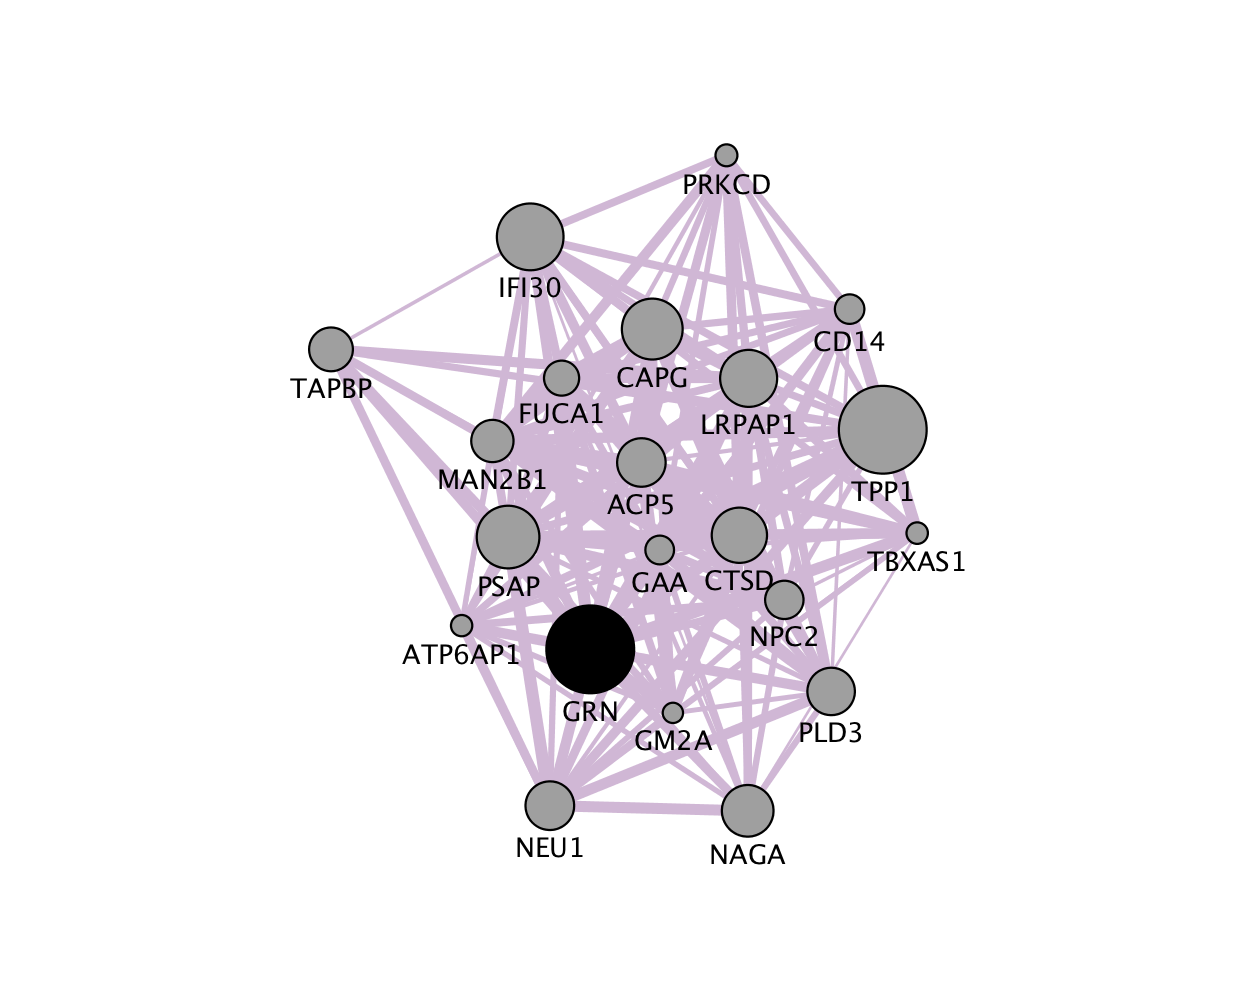 PRKCD
IFI30
CD14
TAPBP
CAPG
FUCA1
LRPAP1
MAN2B1
TPP1
ACP5
TBXAS1
PSAP
GAA
CTSD
NPC2
ATP6AP1
GRN
GM2A
PLD3
NEU1
NAGA